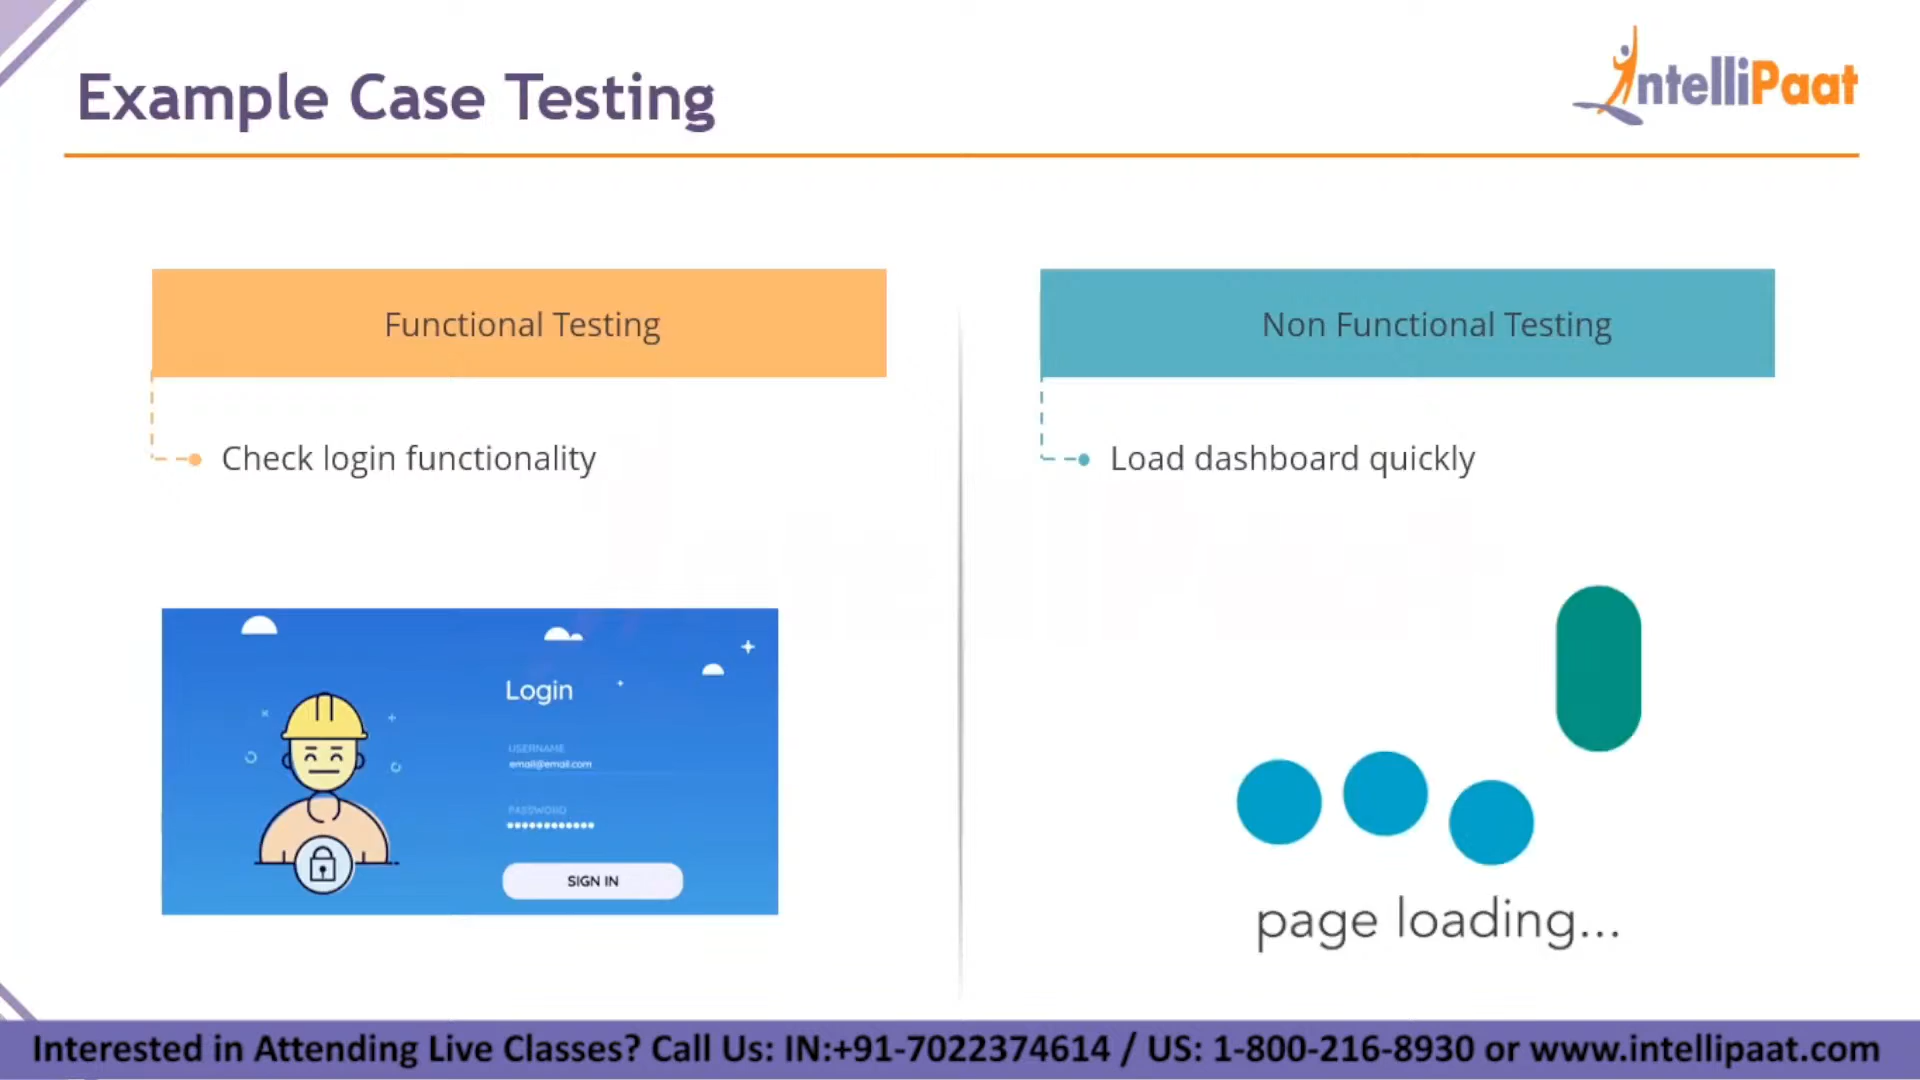 Example Case Testing
IntelliPaat
Functional Testing
Check login functionality
Login
USERNAME
email@email.com
PASSWORD
SIGN IN
Non Functional Testing
Load dashboard quickly
page loading...
Interested in Attending Live Classes? Call Us: IN:+91-7022374614 / US: 1-800-216-8930 or www.intellipaat.com